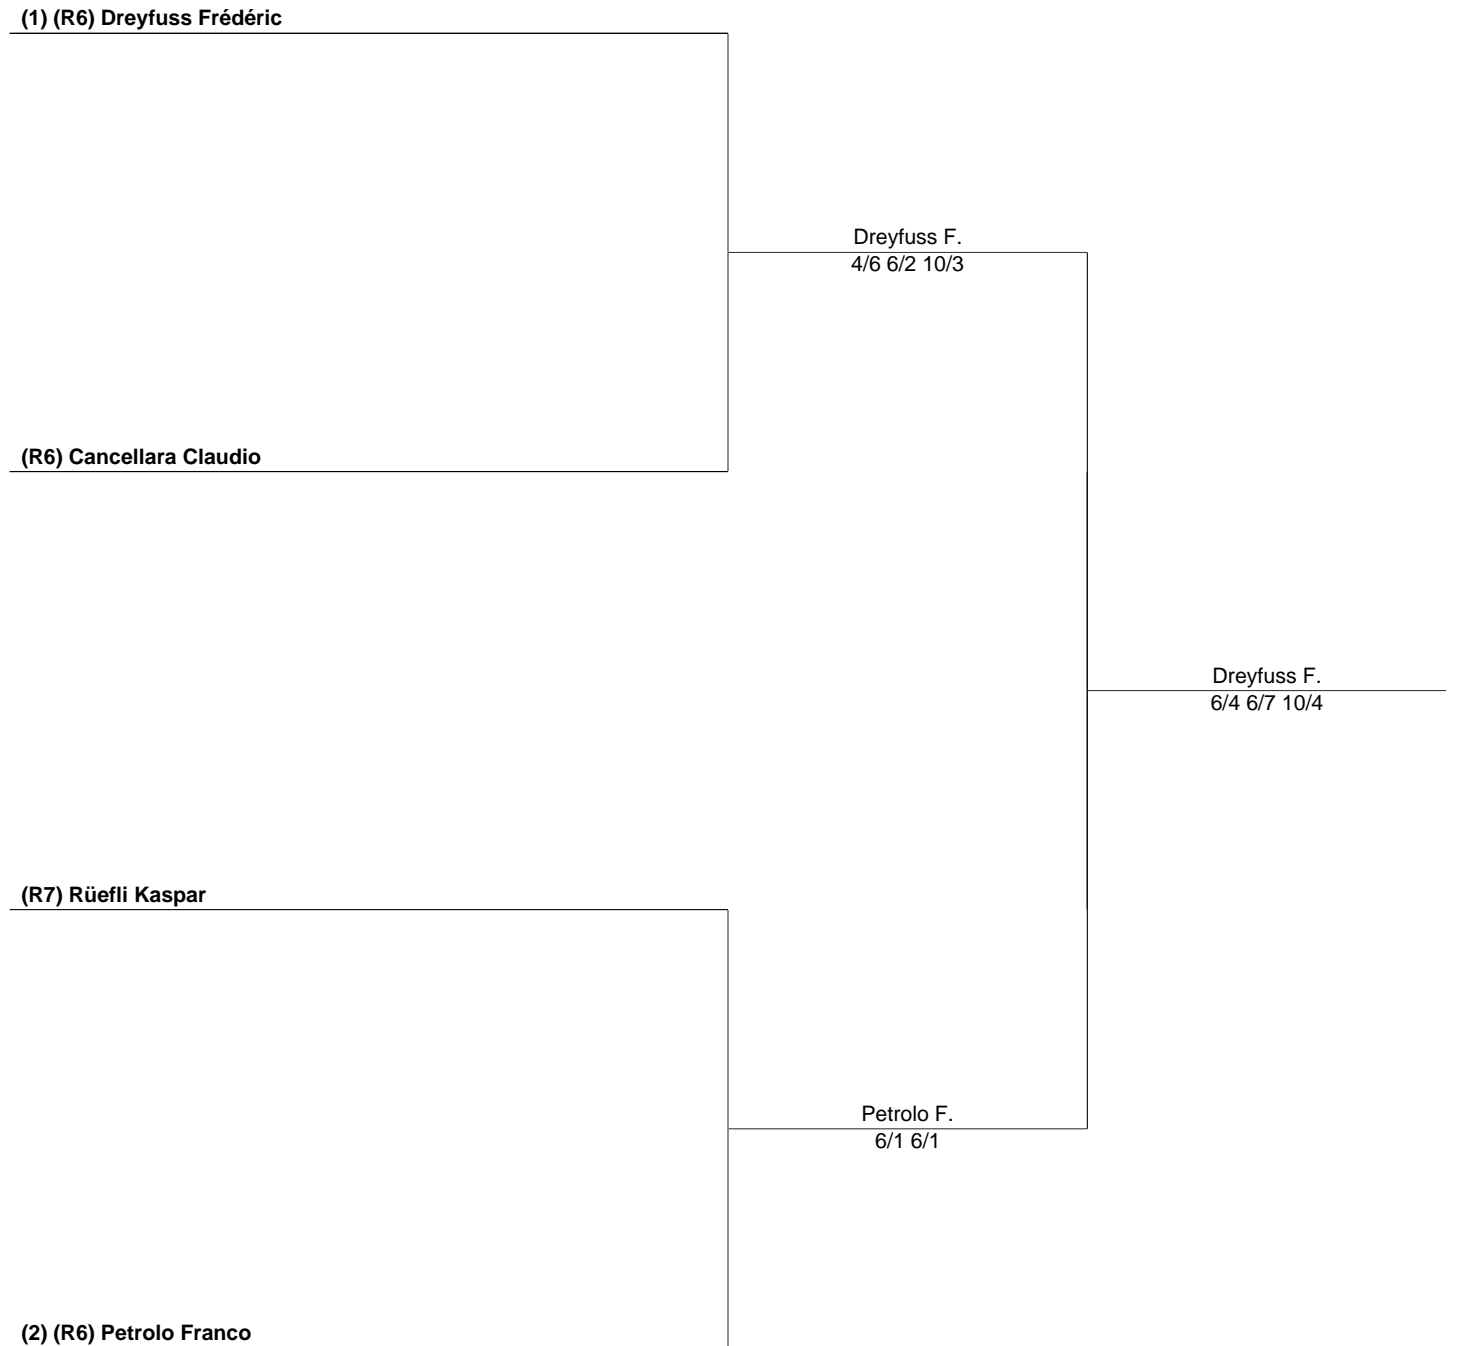 (1) (R6) Dreyfuss Frédéric
Dreyfuss F.
4/6 6/2 10/3
(R6) Cancellara Claudio
Dreyfuss F.
6/4 6/7 10/4
(R7) Rüefli Kaspar
Petrolo F.
6/1 6/1
(2) (R6) Petrolo Franco